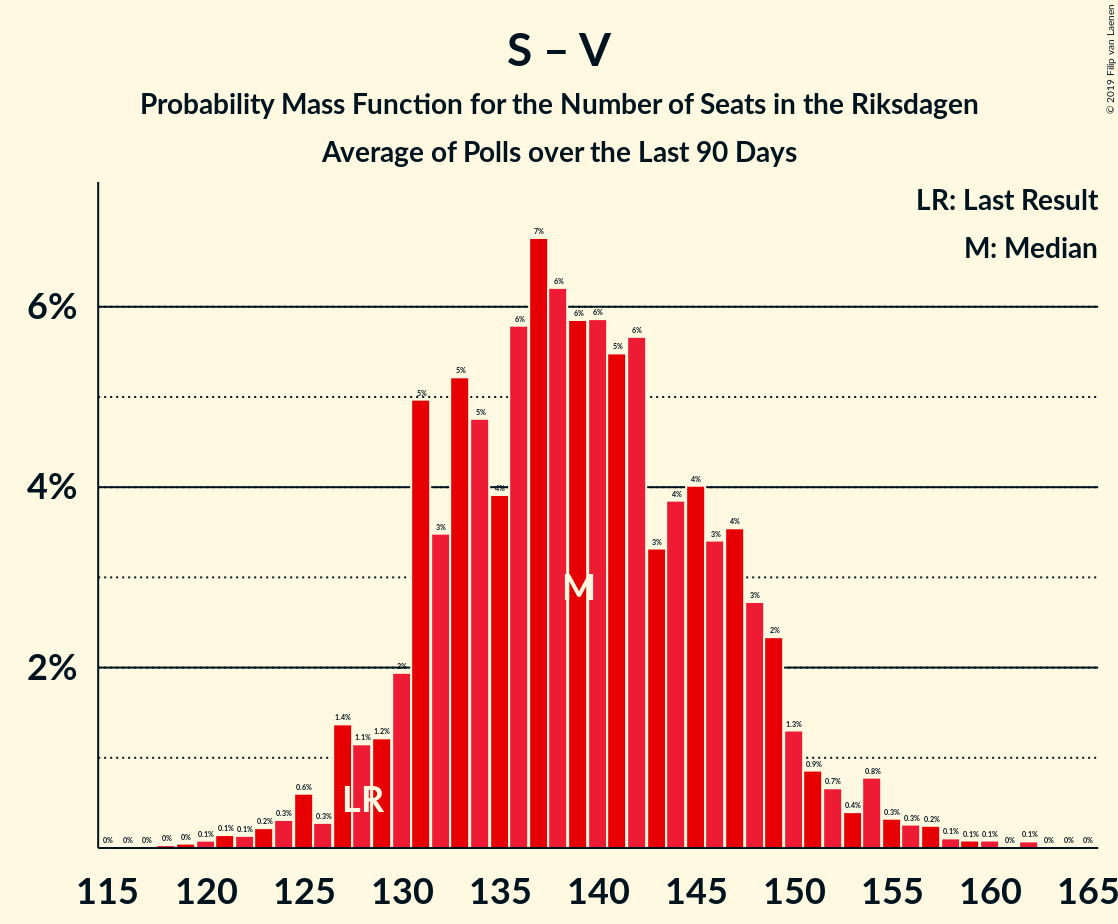 S – V
Probability Mass Function for the Number of Seats in the Riksdagen
Average of Polls over the Last 90 Days
© 2019 Filip van Laenen
LR: Last Result
M: Median
6%
4%
2%
0% 0% 0% 0% 0% 0.1% 0.1% 0.1% 0.2% 0.3% 0.6% 0.3% 1.4% 1.1% 1.2% 2% 5% 3% 5% 5% 4% 6% 7% 6% 6% 6% 5% 6% 3% 4% 4% 3% 4% 3% 2% 1.3% 0.9% 0.7% 0.4% 0.8% 0.3% 0.3% 0.2% 0.1% 0.1% 0.1% 0% 0.1% 0% 0% 0%
M
LR
115 120 125 130 135 140 145 150 155 160 165